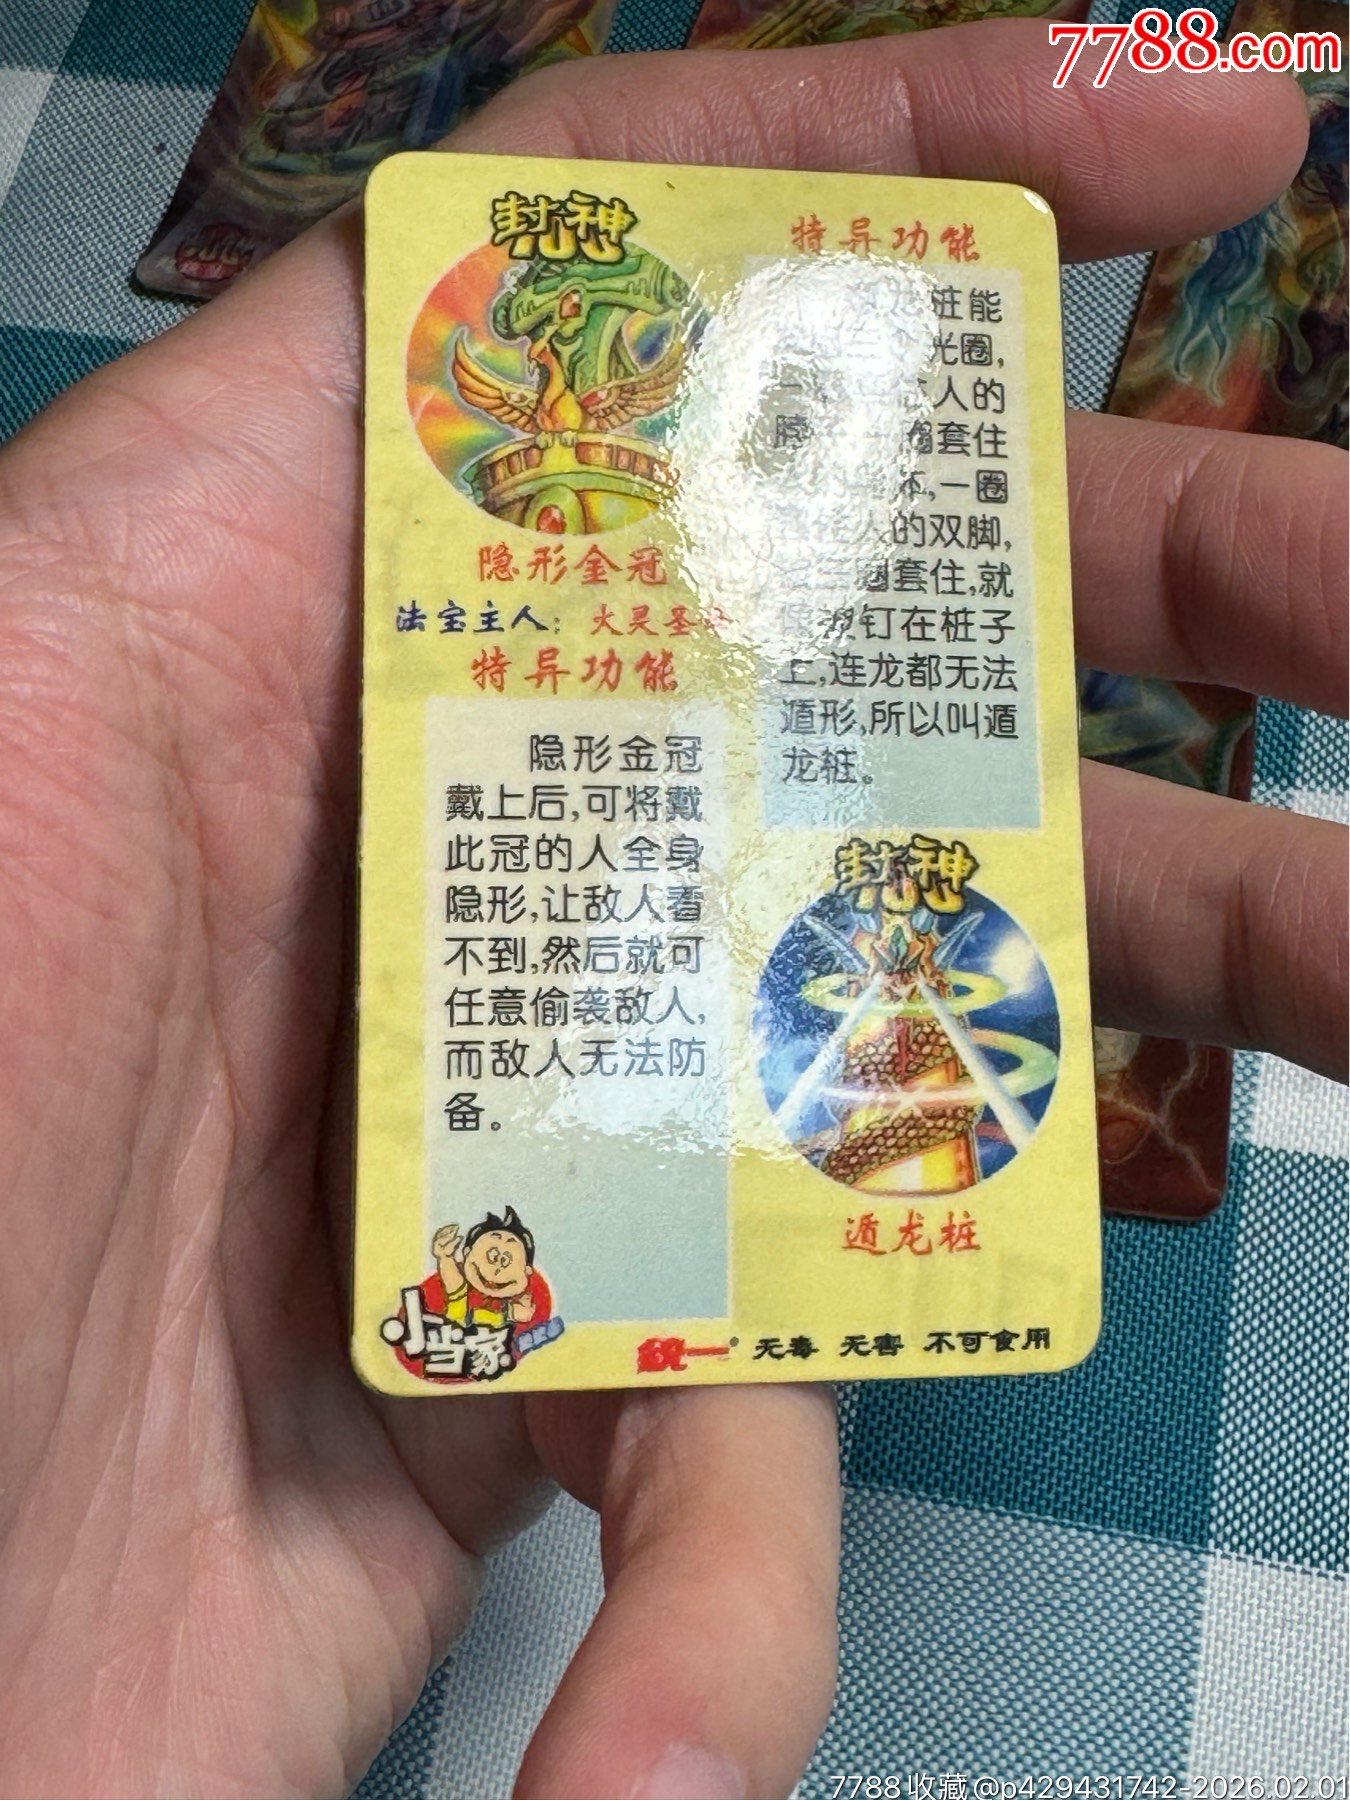 7788.com
封神
隐形金冠
法宝主人：火灵圣
特异功能
隐形金冠
戴上后,可将戴
此冠的人全身
隐形,让敌人看
不到,然后就可
任意偷袭敌人,
而敌人无法防
备。
小当家
特异功能
桩能
光圈,
人的
套住
一圈
人的双脚,
圈套住,就
钉在桩子
上,连龙都无法
遁形,所以叫遁
龙桩。
封神
遁龙桩
统一 无毒 无害 不可食用
7788收藏@p429431742-2026.02.01